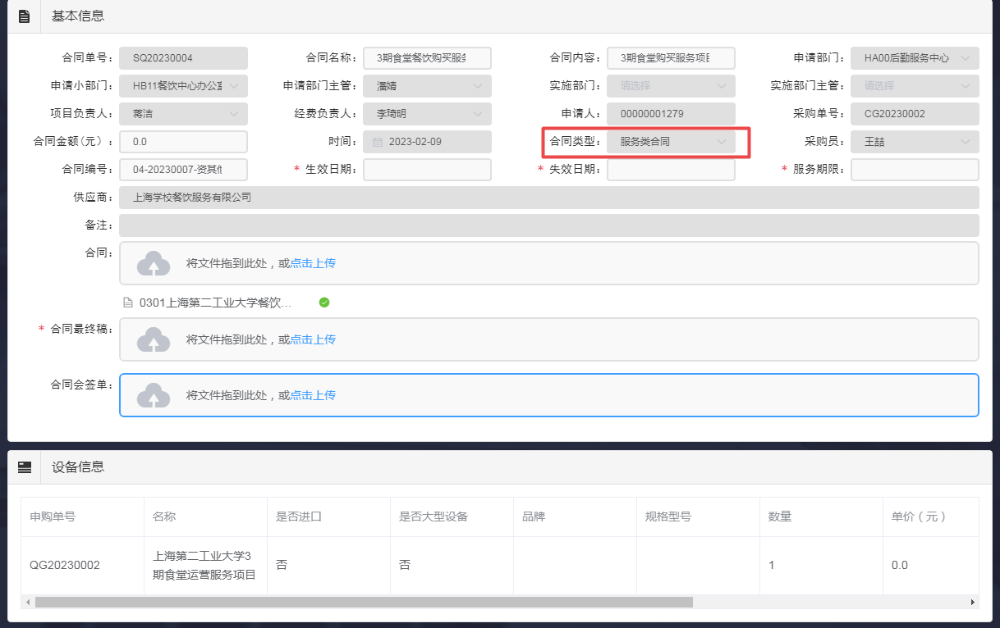 基本信息
合同单号： SQ20230004 合同名称： 3期食堂餐饮购买服务 合同内容： 3期食堂购买服务项目 申请部门： HA00后勤服务中心
申请小部门： HB11餐饮中心办公室 申请部门主管： 潘婧 实施部门： 请选择 实施部门主管： 请选择
项目负责人： 蒋洁 经费负责人： 李琦明 申请人： 00000001279 采购单号： CG20230002
合同金额(元)： 0.0 时间： 2023-02-09 合同类型： 服务类合同 采购员： 王喆
合同编号： 04-20230007-资其他 * 生效日期： * 失效日期： * 服务期限：
供应商： 上海学校餐饮服务有限公司
备注：
合同： 将文件拖到此处，或点击上传
0301上海第二工业大学餐饮...
* 合同最终稿： 将文件拖到此处，或点击上传
合同会签单： 将文件拖到此处，或点击上传
设备信息
申购单号 名称 是否进口 是否大型设备 品牌 规格型号 数量 单价（元）
QG20230002 上海第二工业大学3 否 否 1 0.0
期食堂运营服务项目